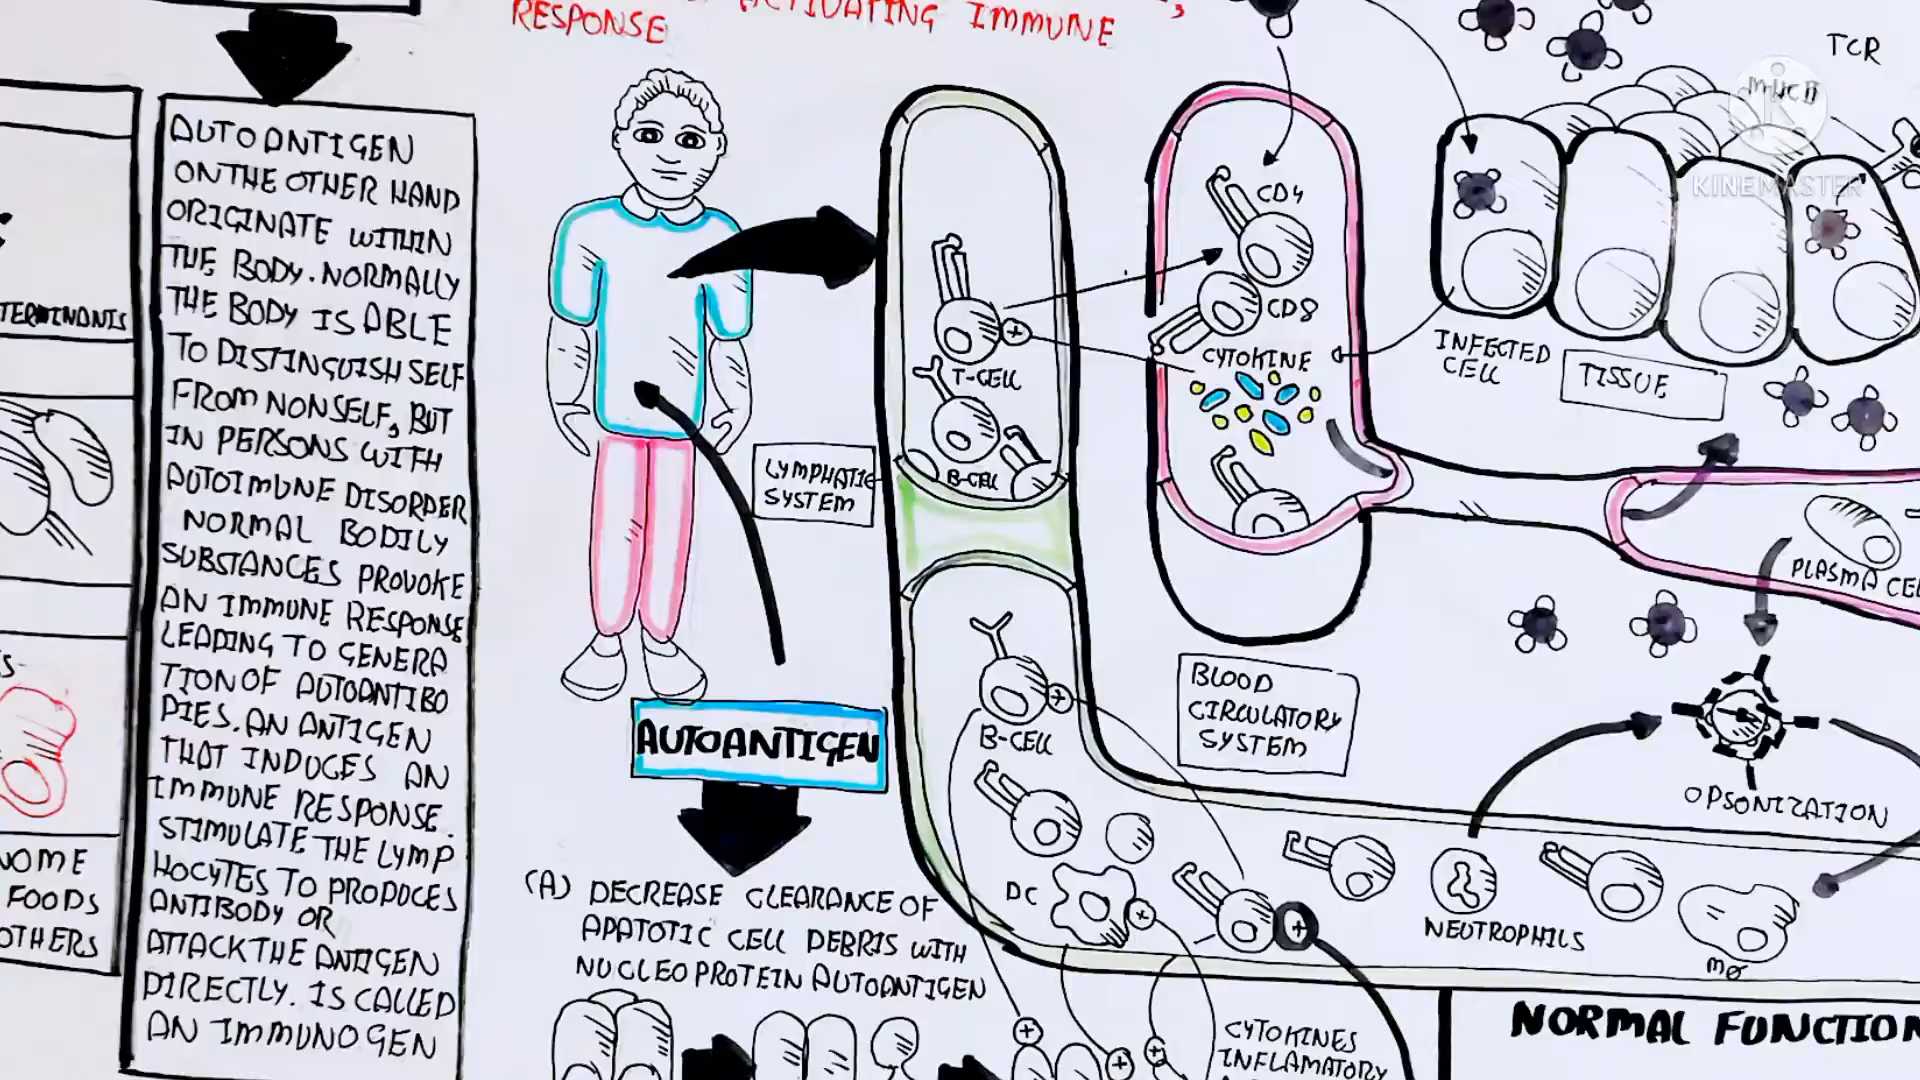 ACTIVATING IMMUNE
RESPONSE
TERMINANTS
NOME
FOODS
OTHERS
AUTOANTIGEN
ON THE OTHER HAND
ORIGINATE WITHIN
THE BODY. NORMALLY
THE BODY IS ABLE
TO DISTINGUISH SELF
FROM NONSELF, BUT
IN PERSONS WITH
AUTOIMUNE DISORDER
NORMAL BODILY
SUBSTANCES PROVOKE
AN IMMUNE RESPONSE
LEADING TO GENERA
TION OF AUTOANTIBO
DIES. AN ANTIGEN
THAT INDUCES AN
IMMUNE RESPONSE.
STIMULATE THE LYMP
HOCYTES TO PRODUCES
ANTIBODY OR
ATTACK THE ANTIGEN
DIRECTLY. IS CALLED
AN IMMUNOGEN
LYMPHATIC
SYSTEM
AUTOANTIGEN
(A) DECREASE CLEARANCE OF
APATOTIC CELL DEBRIS WITH
NUCLEOPROTEIN AUTOANTIGEN
T-CELL
B-CELL
B-CELL
DC
CD4
CD8
CYTOKINE
BLOOD
CIRCULATORY
SYSTEM
INFECTED
CELL
TISSUE
TCR
MHC II
KINEMASTER
PLASMA CEL
OPSONIZATION
NEUTROPHILS
MØ
CYTOKINES
INFLAMATORY
NORMAL FUNCTION